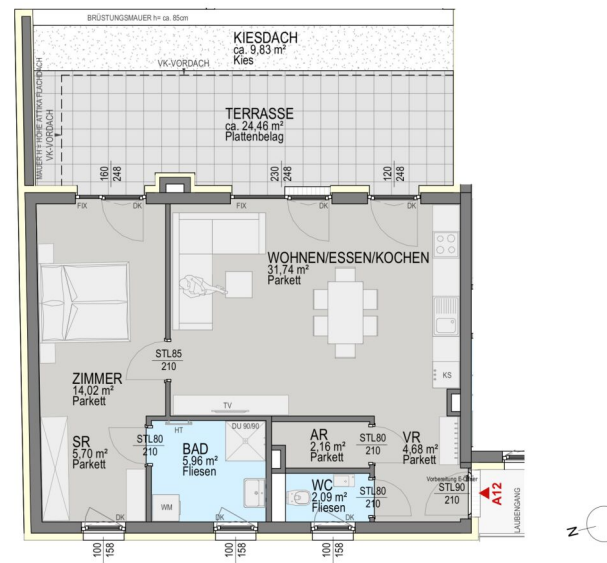 BRÜSTUNGSMAUER h= ca. 85cm
KIESDACH
ca. 9,83 m²
Kies
VK-VORDACH
MAUER H = HÖHE ATTIKA FLACHDACH
VK-VORDACH
TERRASSE
ca. 24,46 m²
Plattenbelag
160
248
230
248
120
248
FIX
DK
FIX
DK
DK
WOHNEN/ESSEN/KOCHEN
31,74 m²
Parkett
STL85
210
ZIMMER
14,02 m²
Parkett
KS
TV
SR
5,70 m²
Parkett
STL80
210
HT
DU 90/90
BAD
5,96 m²
Fliesen
WM
AR
2,16 m²
Parkett
STL80
210
VR
4,68 m²
Parkett
WC
2,09 m²
Fliesen
STL80
210
STL90
210
A12
LAUBENGANG
DK
DK
DK
100
158
100
158
100
158
N